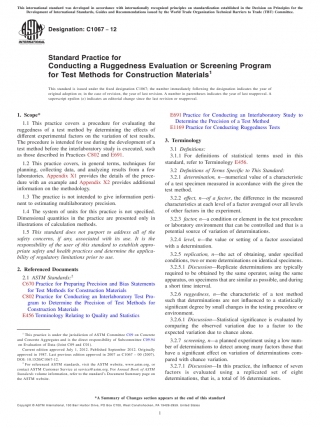 This international standard was developed in accordance with internationally recognized principles on standardization established in the Decision on Principles for the
Development of International Standards, Guides and Recommendations issued by the World Trade Organization Technical Barriers to Trade (TBT) Committee.
Designation: C1067 − 12
Standard Practice for
Conducting a Ruggedness Evaluation or Screening Program
for Test Methods for Construction Materials¹
This standard is issued under the fixed designation C1067; the number immediately following the designation indicates the year of
original adoption or, in the case of revision, the year of last revision. A number in parentheses indicates the year of last reapproval. A
superscript epsilon (ε) indicates an editorial change since the last revision or reapproval.
1. Scope*
1.1 This practice covers a procedure for evaluating the
ruggedness of a test method by determining the effects of
different experimental factors on the variation of test results.
The procedure is intended for use during the development of a
test method before the interlaboratory study is executed, such
as those described in Practices C802 and E691.
1.2 This practice covers, in general terms, techniques for
planning, collecting data, and analyzing results from a few
laboratories. Appendix X1 provides the details of the proce-
dure with an example and Appendix X2 provides additional
information on the methodology.
1.3 The practice is not intended to give information perti-
nent to estimating multilaboratory precision.
1.4 The system of units for this practice is not specified.
Dimensional quantities in the practice are presented only in
illustrations of calculation methods.
1.5 This standard does not purport to address all of the
safety concerns, if any, associated with its use. It is the
responsibility of the user of this standard to establish appro-
priate safety and health practices and determine the applica-
bility of regulatory limitations prior to use.
2. Referenced Documents
2.1 ASTM Standards:²
C670 Practice for Preparing Precision and Bias Statements
for Test Methods for Construction Materials
C802 Practice for Conducting an Interlaboratory Test Pro-
gram to Determine the Precision of Test Methods for
Construction Materials
E456 Terminology Relating to Quality and Statistics
¹ This practice is under the jurisdiction of ASTM Committee C09 on Concrete
and Concrete Aggregates and is the direct responsibility of Subcommittee C09.94
on Evaluation of Data (Joint C09 and C01).
Current edition approved July 1, 2012. Published September 2012. Originally
approved in 1987. Last previous edition approved in 2007 as C1067 – 00 (2007).
DOI: 10.1520/C1067-12.
² For referenced ASTM standards, visit the ASTM website, www.astm.org, or
contact ASTM Customer Service at service@astm.org. For Annual Book of ASTM
Standards volume information, refer to the standard's Document Summary page on
the ASTM website.
E691 Practice for Conducting an Interlaboratory Study to
Determine the Precision of a Test Method
E1169 Practice for Conducting Ruggedness Tests
3. Terminology
3.1 Definitions:
3.1.1 For definitions of statistical terms used in this
standard, refer to Terminology E456.
3.2 Definitions of Terms Specific to This Standard:
3.2.1 determination, n—numerical value of a characteristic
of a test specimen measured in accordance with the given the
test method.
3.2.2 effect, n—of a factor, the difference in the measured
characteristics at each level of a factor averaged over all levels
of other factors in the experiment.
3.2.3 factor, n—a condition or element in the test procedure
or laboratory environment that can be controlled and that is a
potential source of variation of determinations.
3.2.4 level, n—the value or setting of a factor associated
with a determination.
3.2.5 replication, n—the act of obtaining, under specified
conditions, two or more determinations on identical specimens.
3.2.5.1 Discussion—Replicate determinations are typically
required to be obtained by the same operator, using the same
apparatus, on specimens that are similar as possible, and during
a short time interval.
3.2.6 ruggedness, n—the characteristic of a test method
such that determinations are not influenced to a statistically
significant degree by small changes in the testing procedure or
environment.
3.2.6.1 Discussion—Statistical significance is evaluated by
comparing the observed variation due to a factor to the
expected variation due to chance alone.
3.2.7 screening, n—a planned experiment using a low num-
ber of determinations to detect among many factors those that
have a significant effect on variation of determinations com-
pared with chance variation.
3.2.7.1 Discussion—In this practice, the influence of seven
factors is evaluated using a replicated set of eight
determinations, that is, a total of 16 determinations.
*A Summary of Changes section appears at the end of this standard
Copyright © ASTM International, 100 Barr Harbor Drive, PO Box C700, West Conshohocken, PA 19428-2959. United States
1